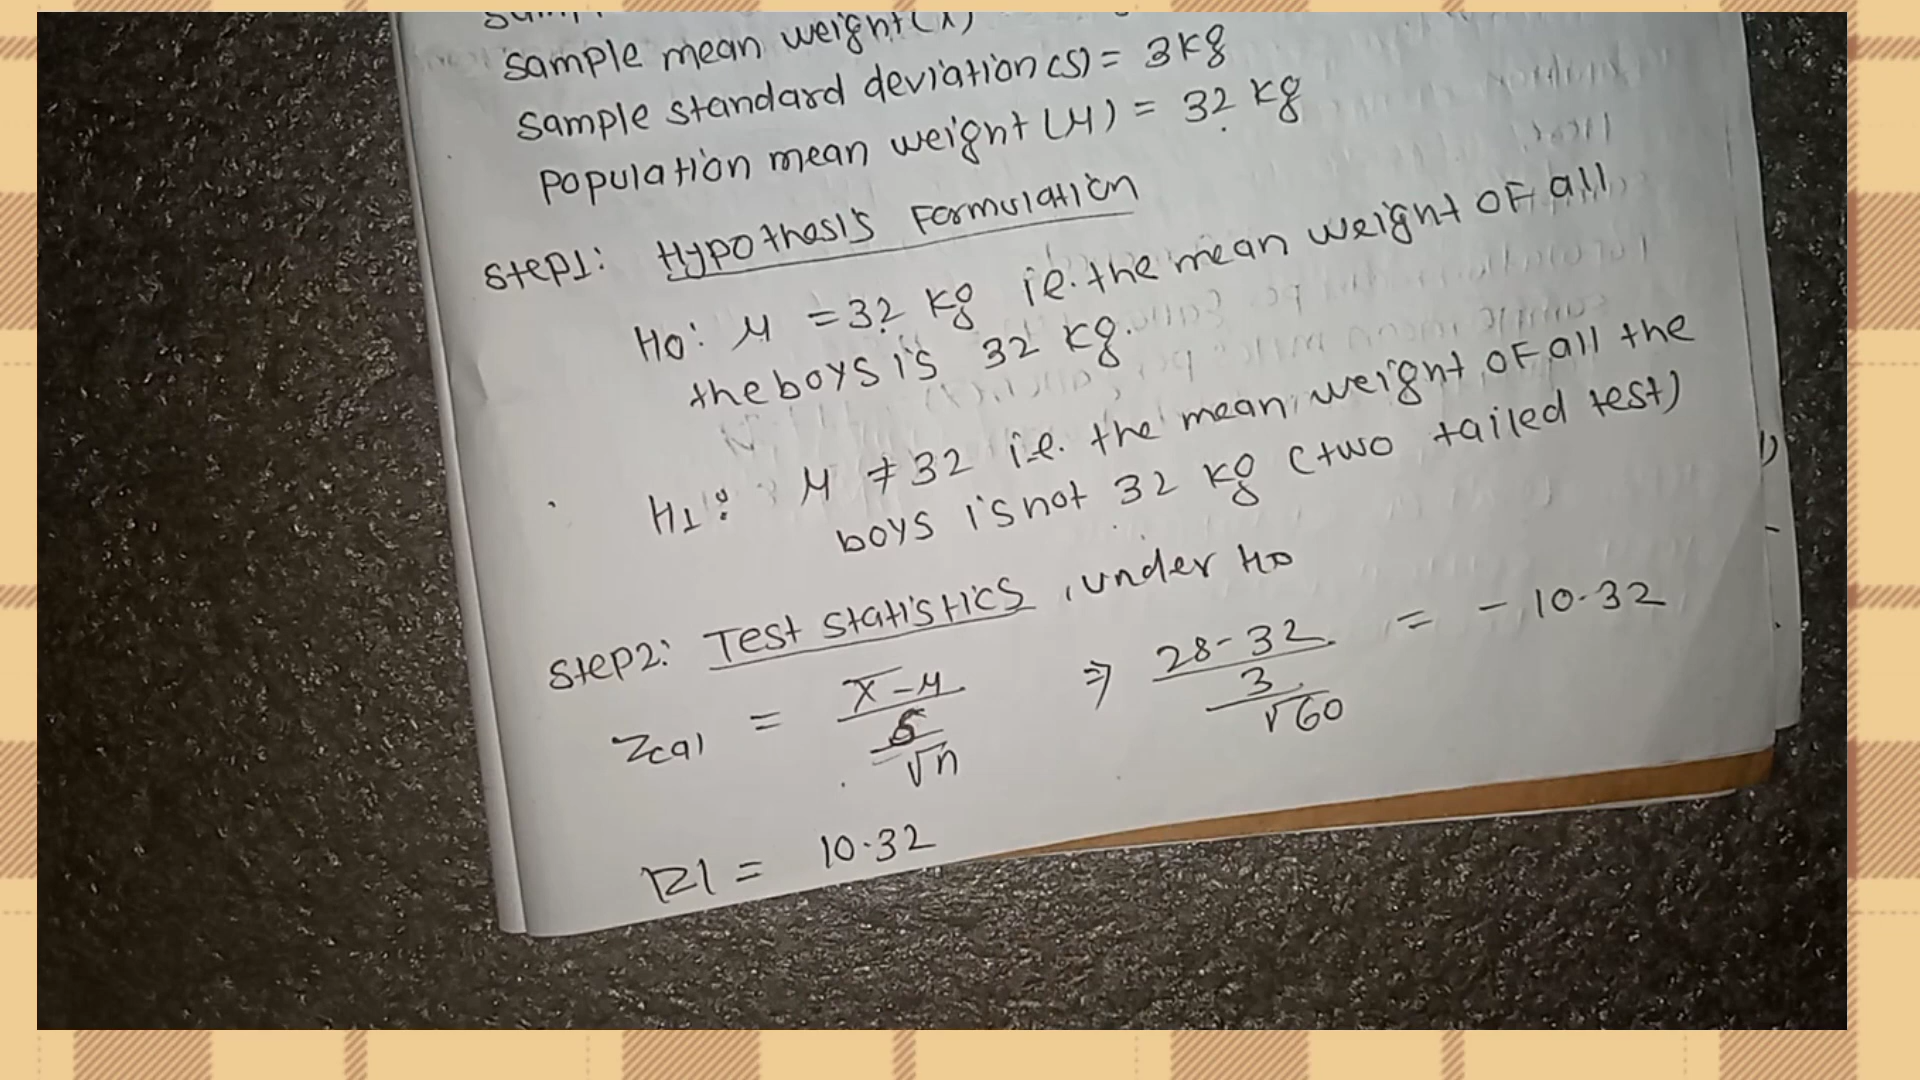 sample mean weight (x)
sample standard deviation (s) = 3 kg
population mean weight (μ) = 32 kg
step1: Hypothesis Formulation
H0: μ = 32 kg i.e. the mean weight of all
the boys is 32 kg.
H1: μ ≠ 32 i.e. the mean weight of all the
boys is not 32 kg (two tailed test)
step2: Test statistics, under H0
Zcal = x̄ - μ / s / √n ⇒ 28 - 32 / 3 / √60 = - 10.32
|Z| = 10.32